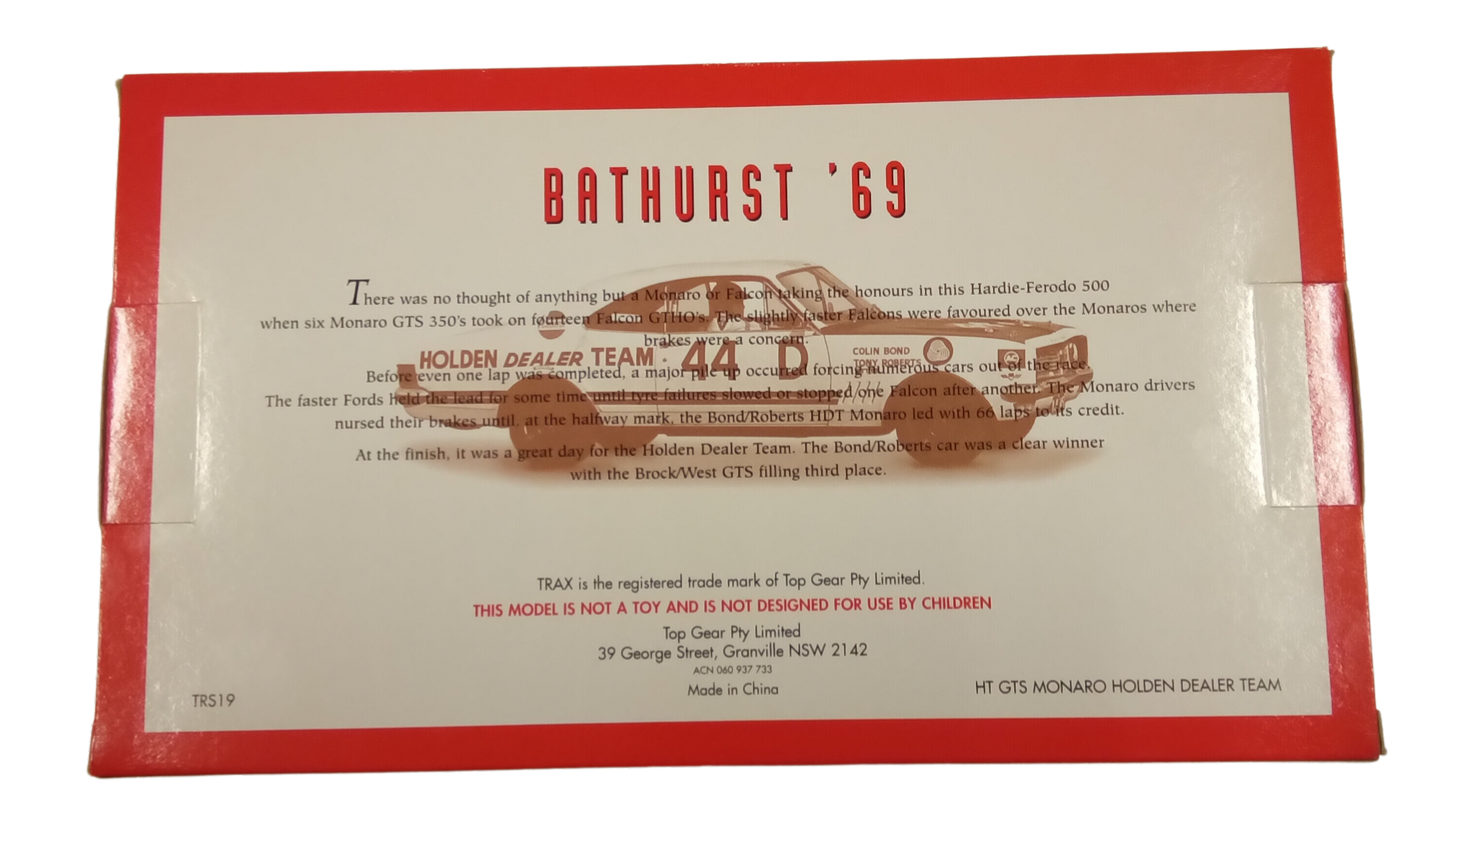 BATHURST '69
There was no thought of anything but a Monaro or Falcon taking the honours in this Hardie-Ferodo 500
when six Monaro GTS 350's took on fourteen Falcon GTHO's. The slightly faster Falcons were favoured over the Monaros where
brakes were a concern.
HOLDEN DEALER TEAM · 44 D
COLIN BOND
TONY ROBERTS
Before even one lap was completed, a major pile up occurred forcing numerous cars out of the race.
The faster Fords held the lead for some time until tyre failures slowed or stopped one Falcon after another. The Monaro drivers
nursed their brakes until, at the halfway mark, the Bond/Roberts HDT Monaro led with 66 laps to its credit.
At the finish, it was a great day for the Holden Dealer Team. The Bond/Roberts car was a clear winner
with the Brock/West GTS filling third place.
TRAX is the registered trade mark of Top Gear Pty Limited.
THIS MODEL IS NOT A TOY AND IS NOT DESIGNED FOR USE BY CHILDREN
Top Gear Pty Limited
39 George Street, Granville NSW 2142
ACN 060 937 733
Made in China
TRS19
HT GTS MONARO HOLDEN DEALER TEAM